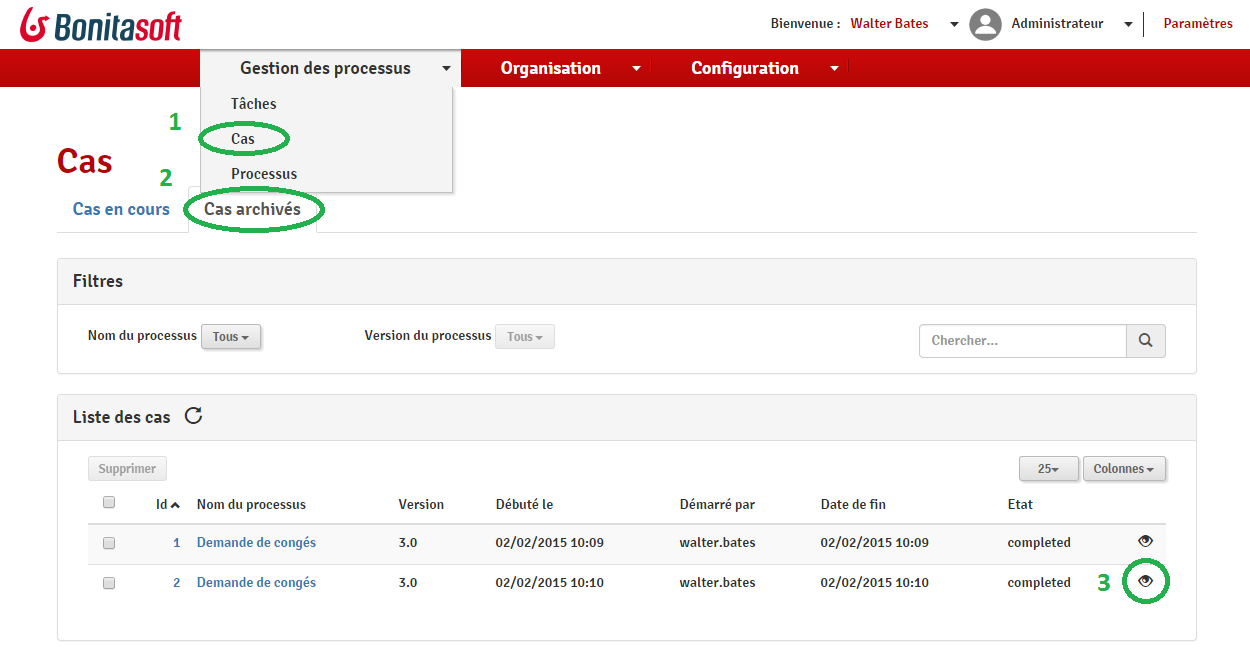 Bonitasoft Bienvenue : Walter Bates Administrateur Paramètres
Gestion des processus Organisation Configuration
Tâches
1
Cas
Processus
Cas
2
Cas en cours Cas archivés
Filtres
Nom du processus Tous Version du processus Tous Chercher...
Liste des cas
Supprimer 25 Colonnes
Id Nom du processus Version Débuté le Démarré par Date de fin Etat
1 Demande de congés 3.0 02/02/2015 10:09 walter.bates 02/02/2015 10:09 completed
2 Demande de congés 3.0 02/02/2015 10:10 walter.bates 02/02/2015 10:10 completed 3